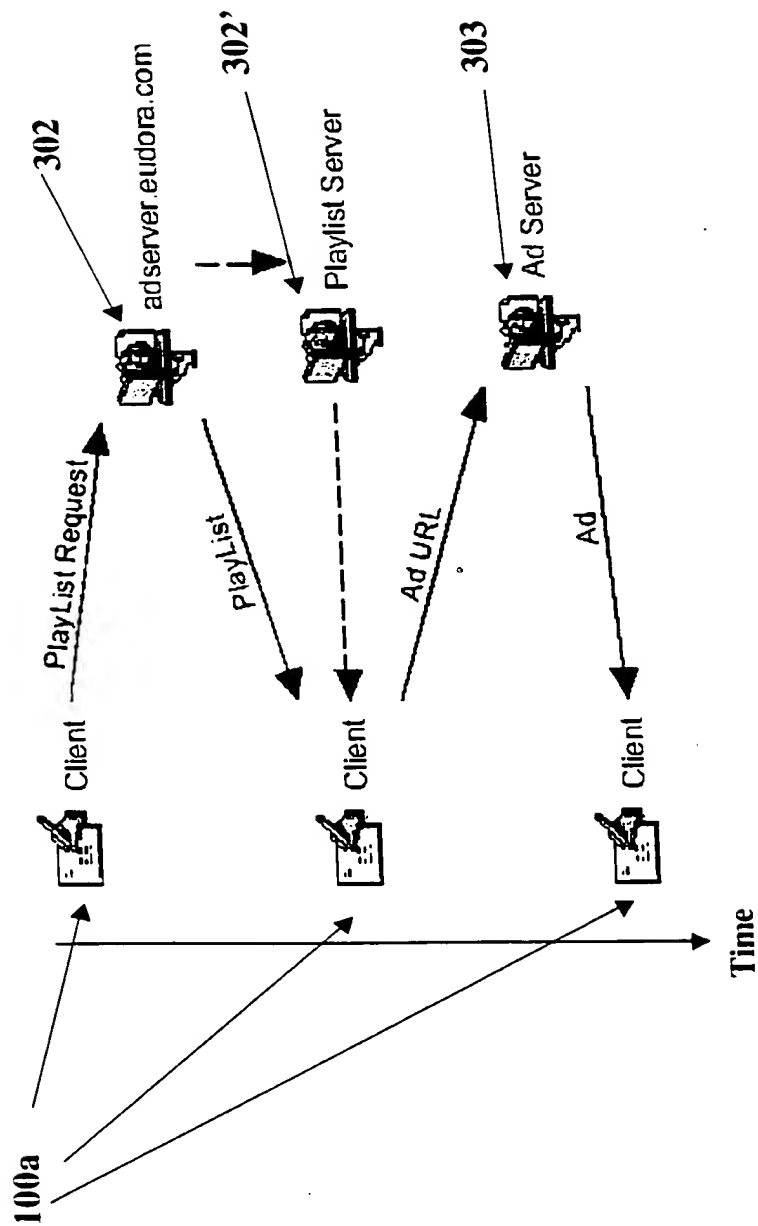 100a
Time
Client
PlayList Request
302
adserver.eudora.com
PlayList
302'
Playlist Server
Client
Ad URL
303
Ad Server
Ad
Client